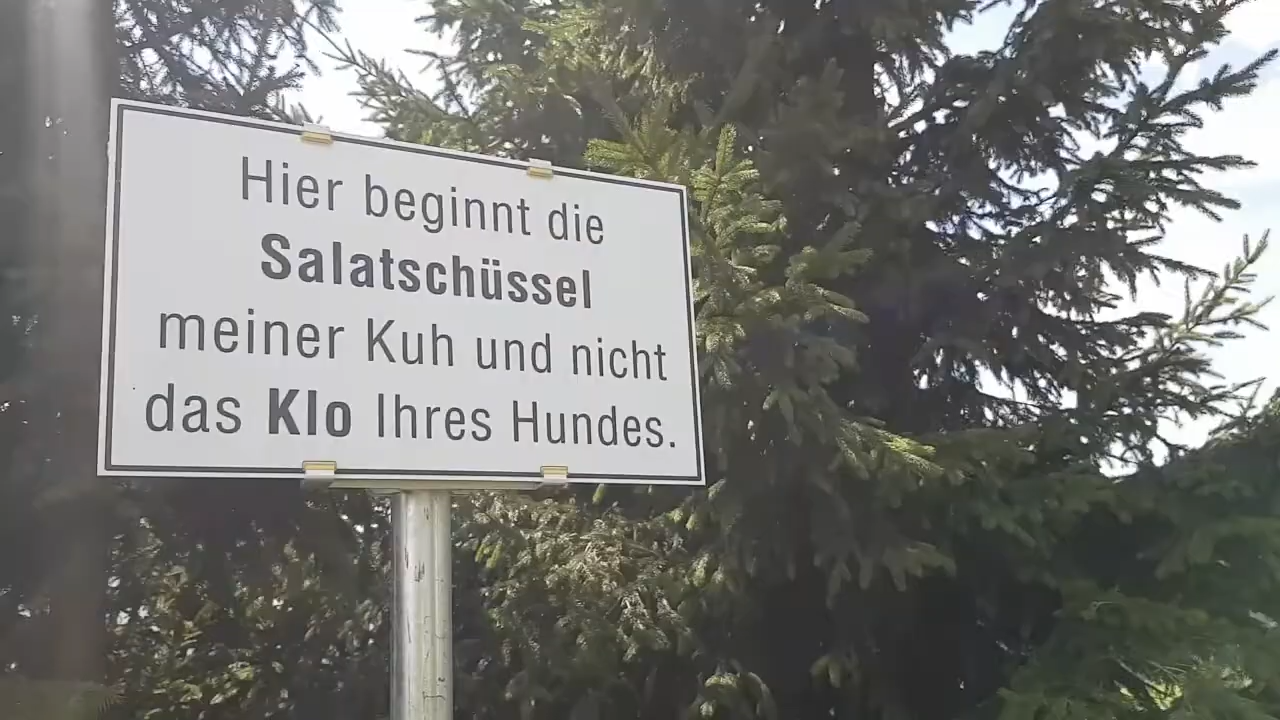 Hier beginnt die
Salatschüssel
meiner Kuh und nicht
das Klo Ihres Hundes.